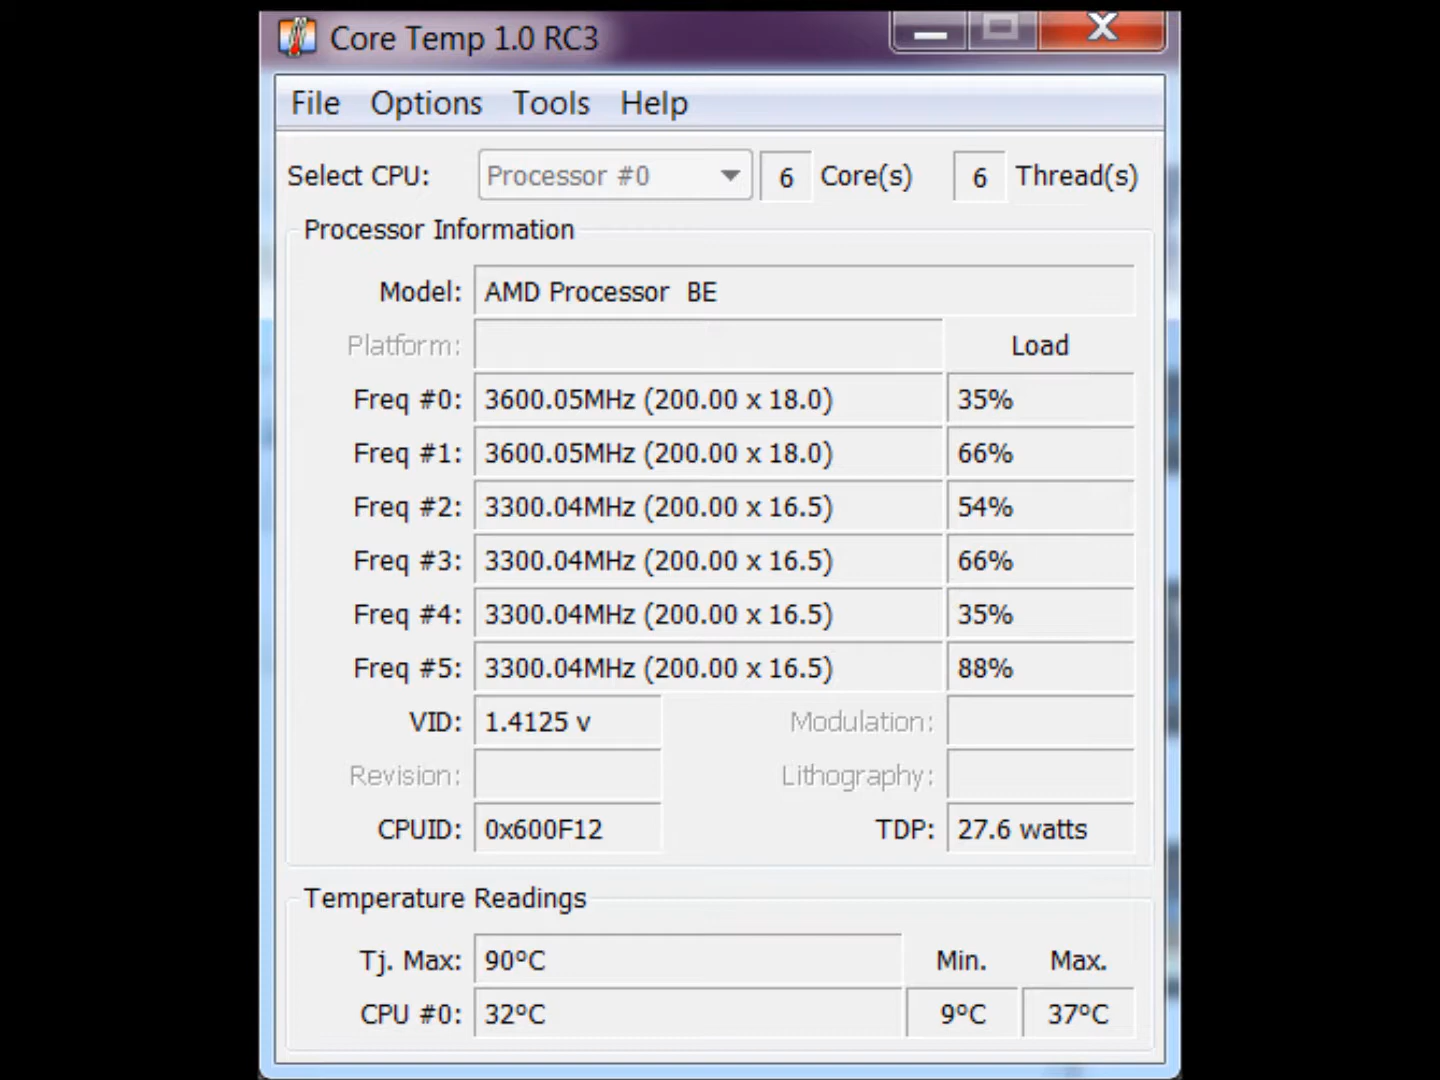 Core Temp 1.0 RC3
File Options Tools Help
Select CPU: Processor #0 6 Core(s) 6 Thread(s)
Processor Information
Model: AMD Processor BE
Platform: Load
Freq #0: 3600.05MHz (200.00 x 18.0) 35%
Freq #1: 3600.05MHz (200.00 x 18.0) 66%
Freq #2: 3300.04MHz (200.00 x 16.5) 54%
Freq #3: 3300.04MHz (200.00 x 16.5) 66%
Freq #4: 3300.04MHz (200.00 x 16.5) 35%
Freq #5: 3300.04MHz (200.00 x 16.5) 88%
VID: 1.4125 v Modulation:
Revision: Lithography:
CPUID: 0x600F12 TDP: 27.6 watts
Temperature Readings
Tj. Max: 90ºC Min. Max.
CPU #0: 32ºC 9ºC 37ºC